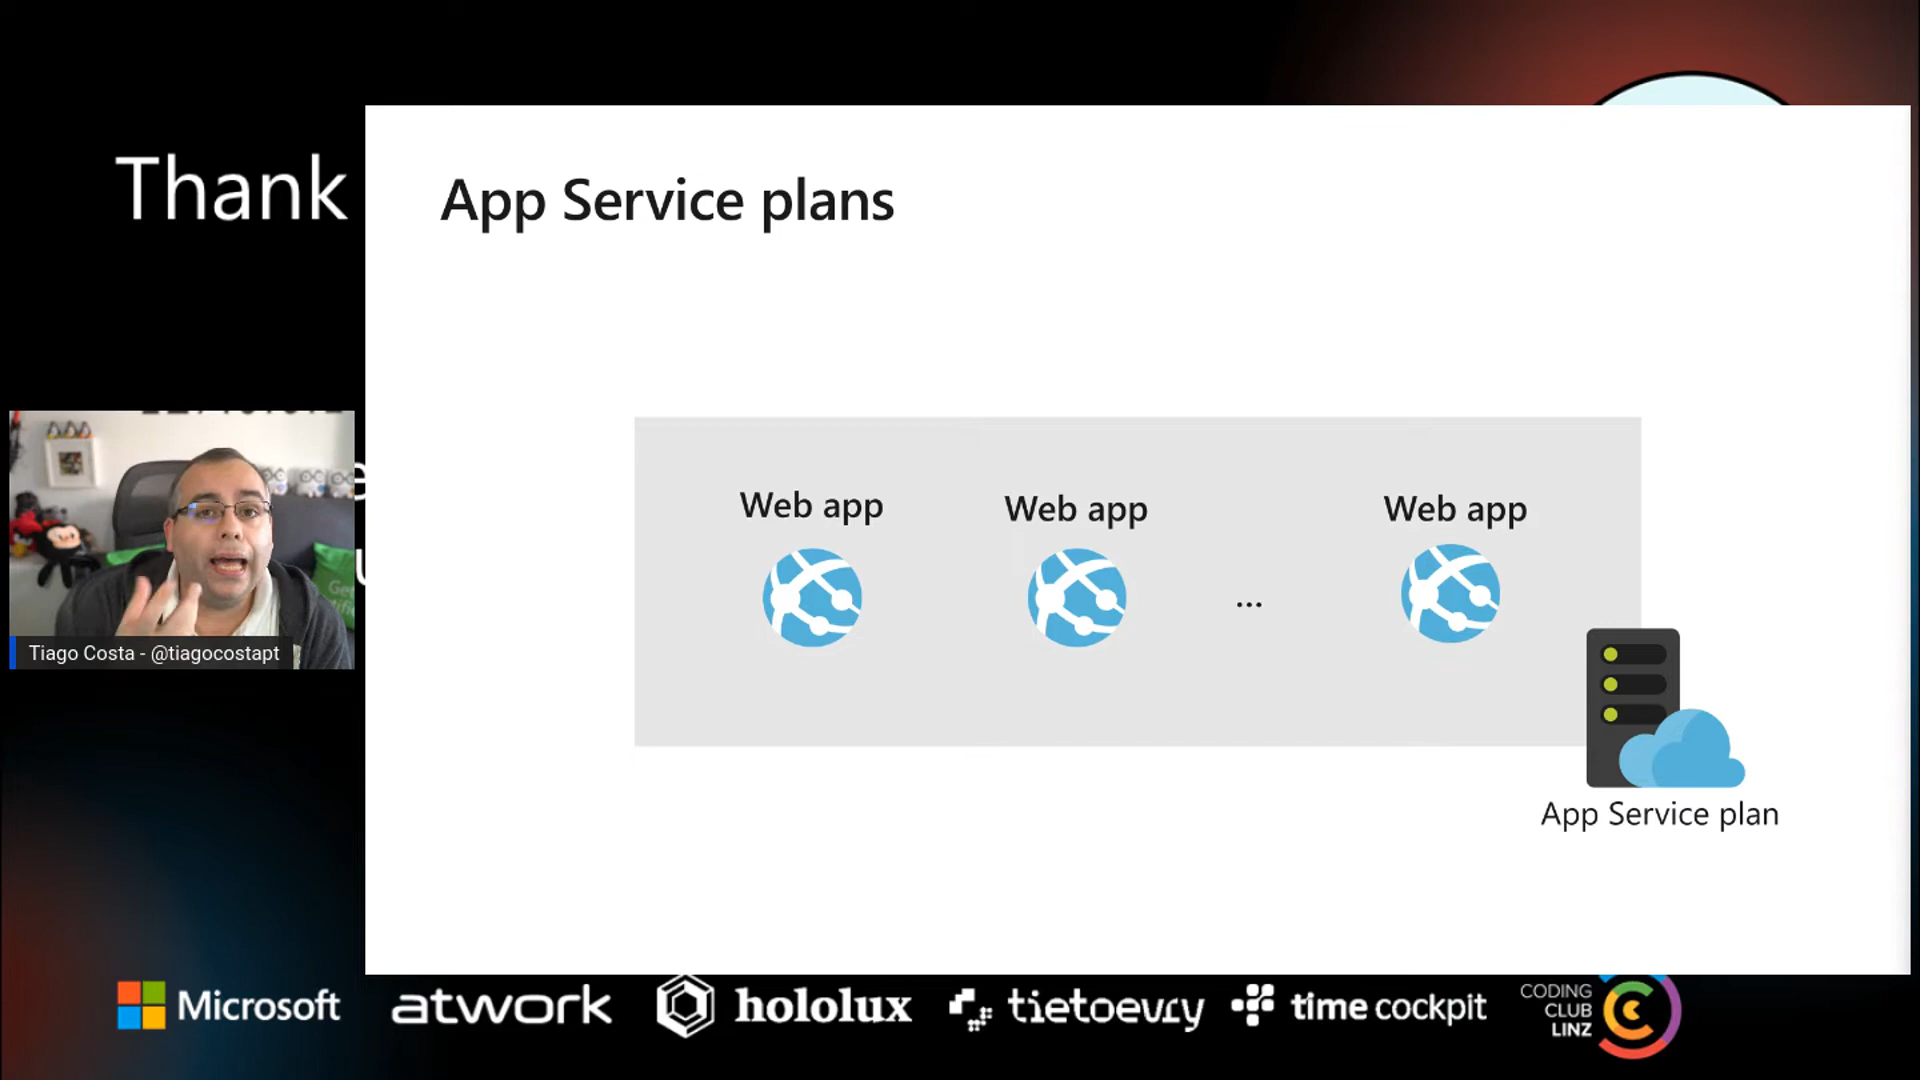 Thank
App Service plans
Web app
Web app
Web app
...
App Service plan
Tiago Costa - @tiagocostapt
Microsoft
atwork
hololux
tietoevry
time cockpit
CODING
CLUB
LINZ